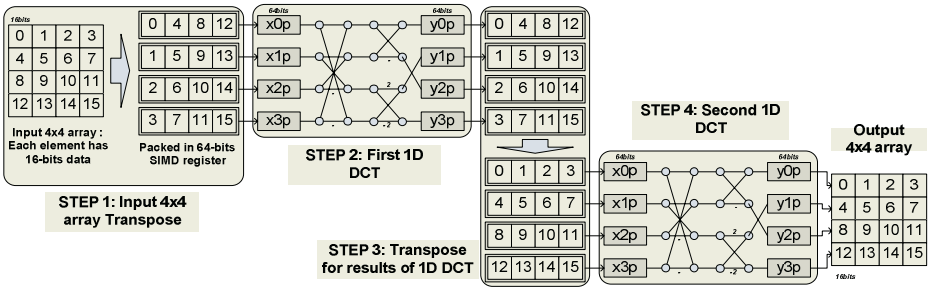 16bits
0 1 2 3
4 5 6 7
8 9 10 11
12 13 14 15
Input 4x4 array :
Each element has
16-bits data
0 4 8 12
1 5 9 13
2 6 10 14
3 7 11 15
Packed in 64-bits
SIMD register
STEP 1: Input 4x4
array Transpose
64bits
x0p
x1p
x2p
x3p
-
-
-
2
-2
64bits
y0p
y1p
y2p
y3p
STEP 2: First 1D
DCT
0 4 8 12
1 5 9 13
2 6 10 14
3 7 11 15
0 1 2 3
4 5 6 7
8 9 10 11
12 13 14 15
STEP 3: Transpose
for results of 1D DCT
STEP 4: Second 1D
DCT
64bits
x0p
x1p
x2p
x3p
-
-
-
2
-2
64bits
y0p
y1p
y2p
y3p
Output
4x4 array
0 1 2 3
4 5 6 7
8 9 10 11
12 13 14 15
16bits